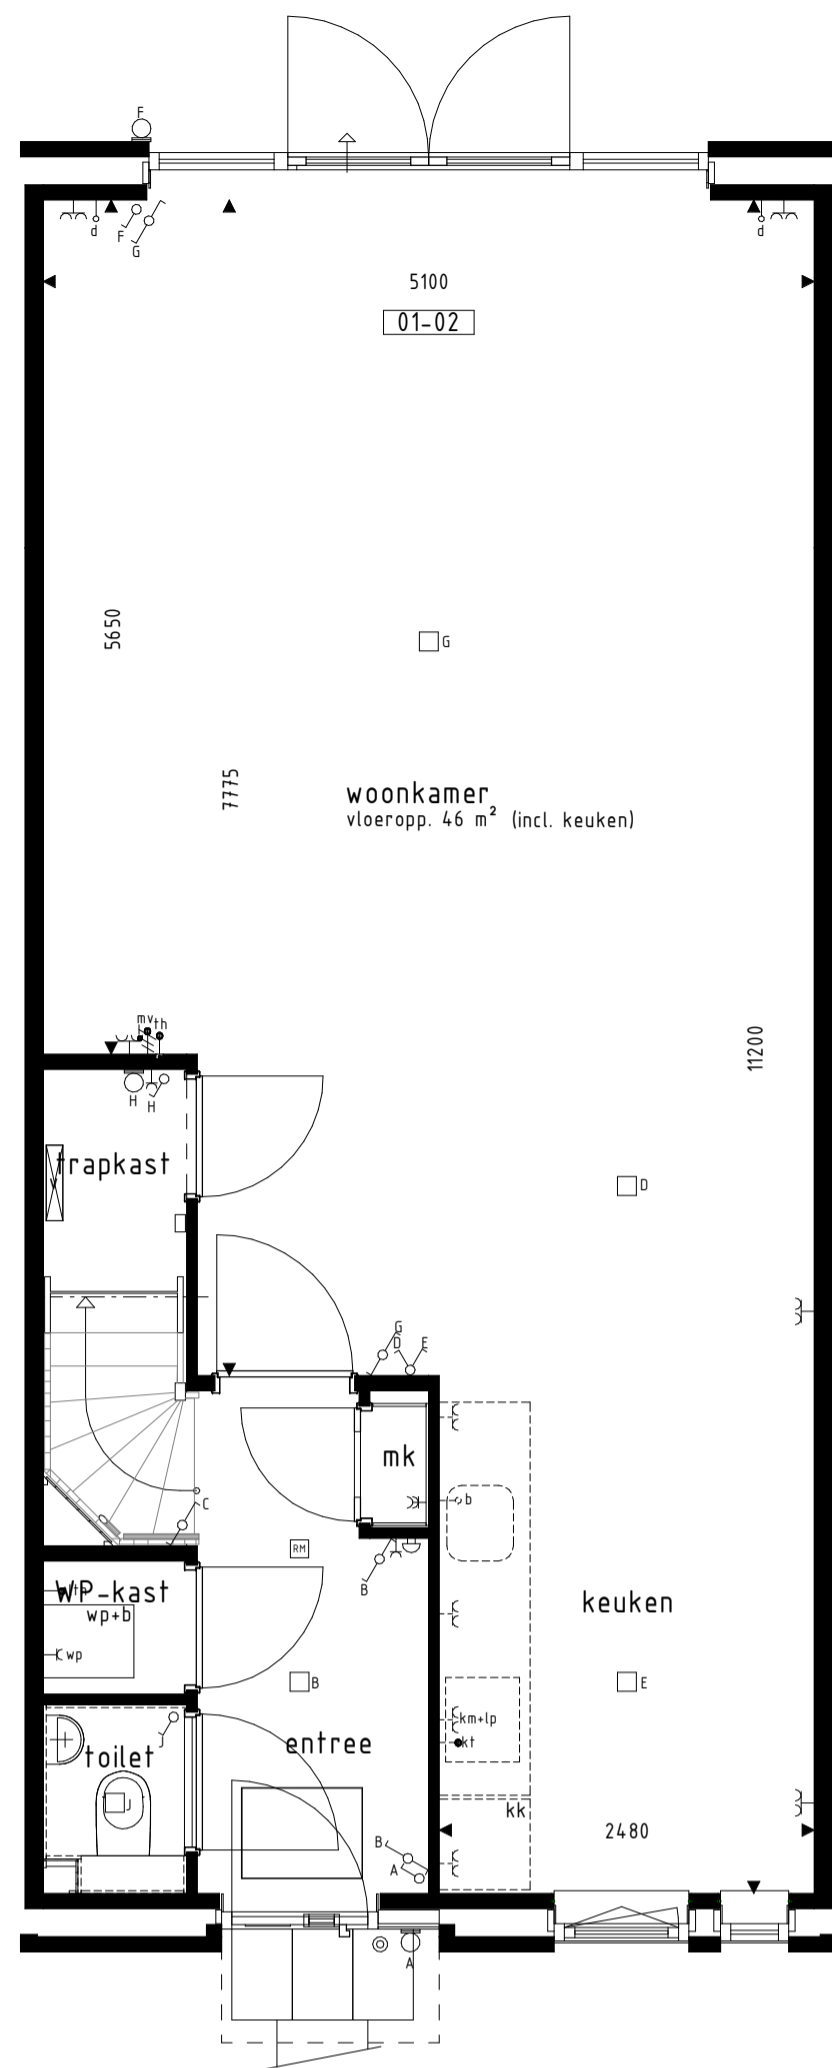 F
d
F
G
d
5100
01-02
5650
G
7775
woonkamer
vloeropp. 46 m² (incl. keuken)
mv
th
11200
H
H
trapkast
D
G
D
E
mk
C
b
RM
B
WP-kast
wp+b
keuken
wp
B
E
km+lp
kt
J
toilet
entree
J
kk
2480
B
A
A